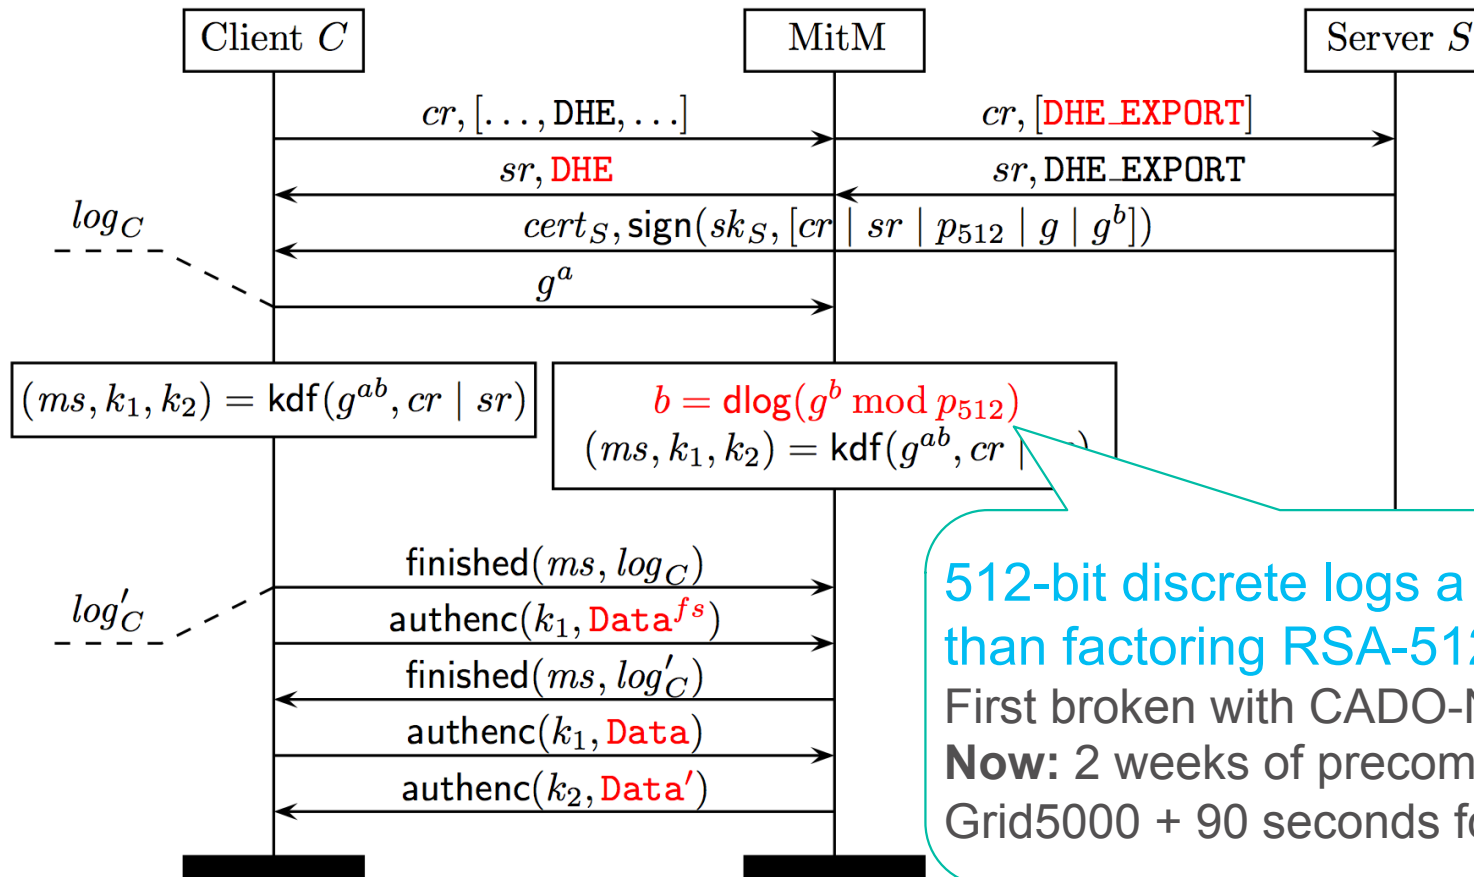 Client C
MitM
Server S
cr, [..., DHE, ...]
cr, [DHE_EXPORT]
sr, DHE
sr, DHE_EXPORT
log_C
cert_S, sign(sk_S, [cr | sr | p_512 | g | g^b])
g^a
(ms, k_1, k_2) = kdf(g^{ab}, cr | sr)
b = dlog(g^b mod p_512)
(ms, k_1, k_2) = kdf(g^{ab}, cr |
finished(ms, log_C)
log'_C
authenc(k_1, Data^{fs})
finished(ms, log'_C)
authenc(k_1, Data)
authenc(k_2, Data')
512-bit discrete logs a
than factoring RSA-512
First broken with CADO-N
Now: 2 weeks of precom
Grid5000 + 90 seconds fo